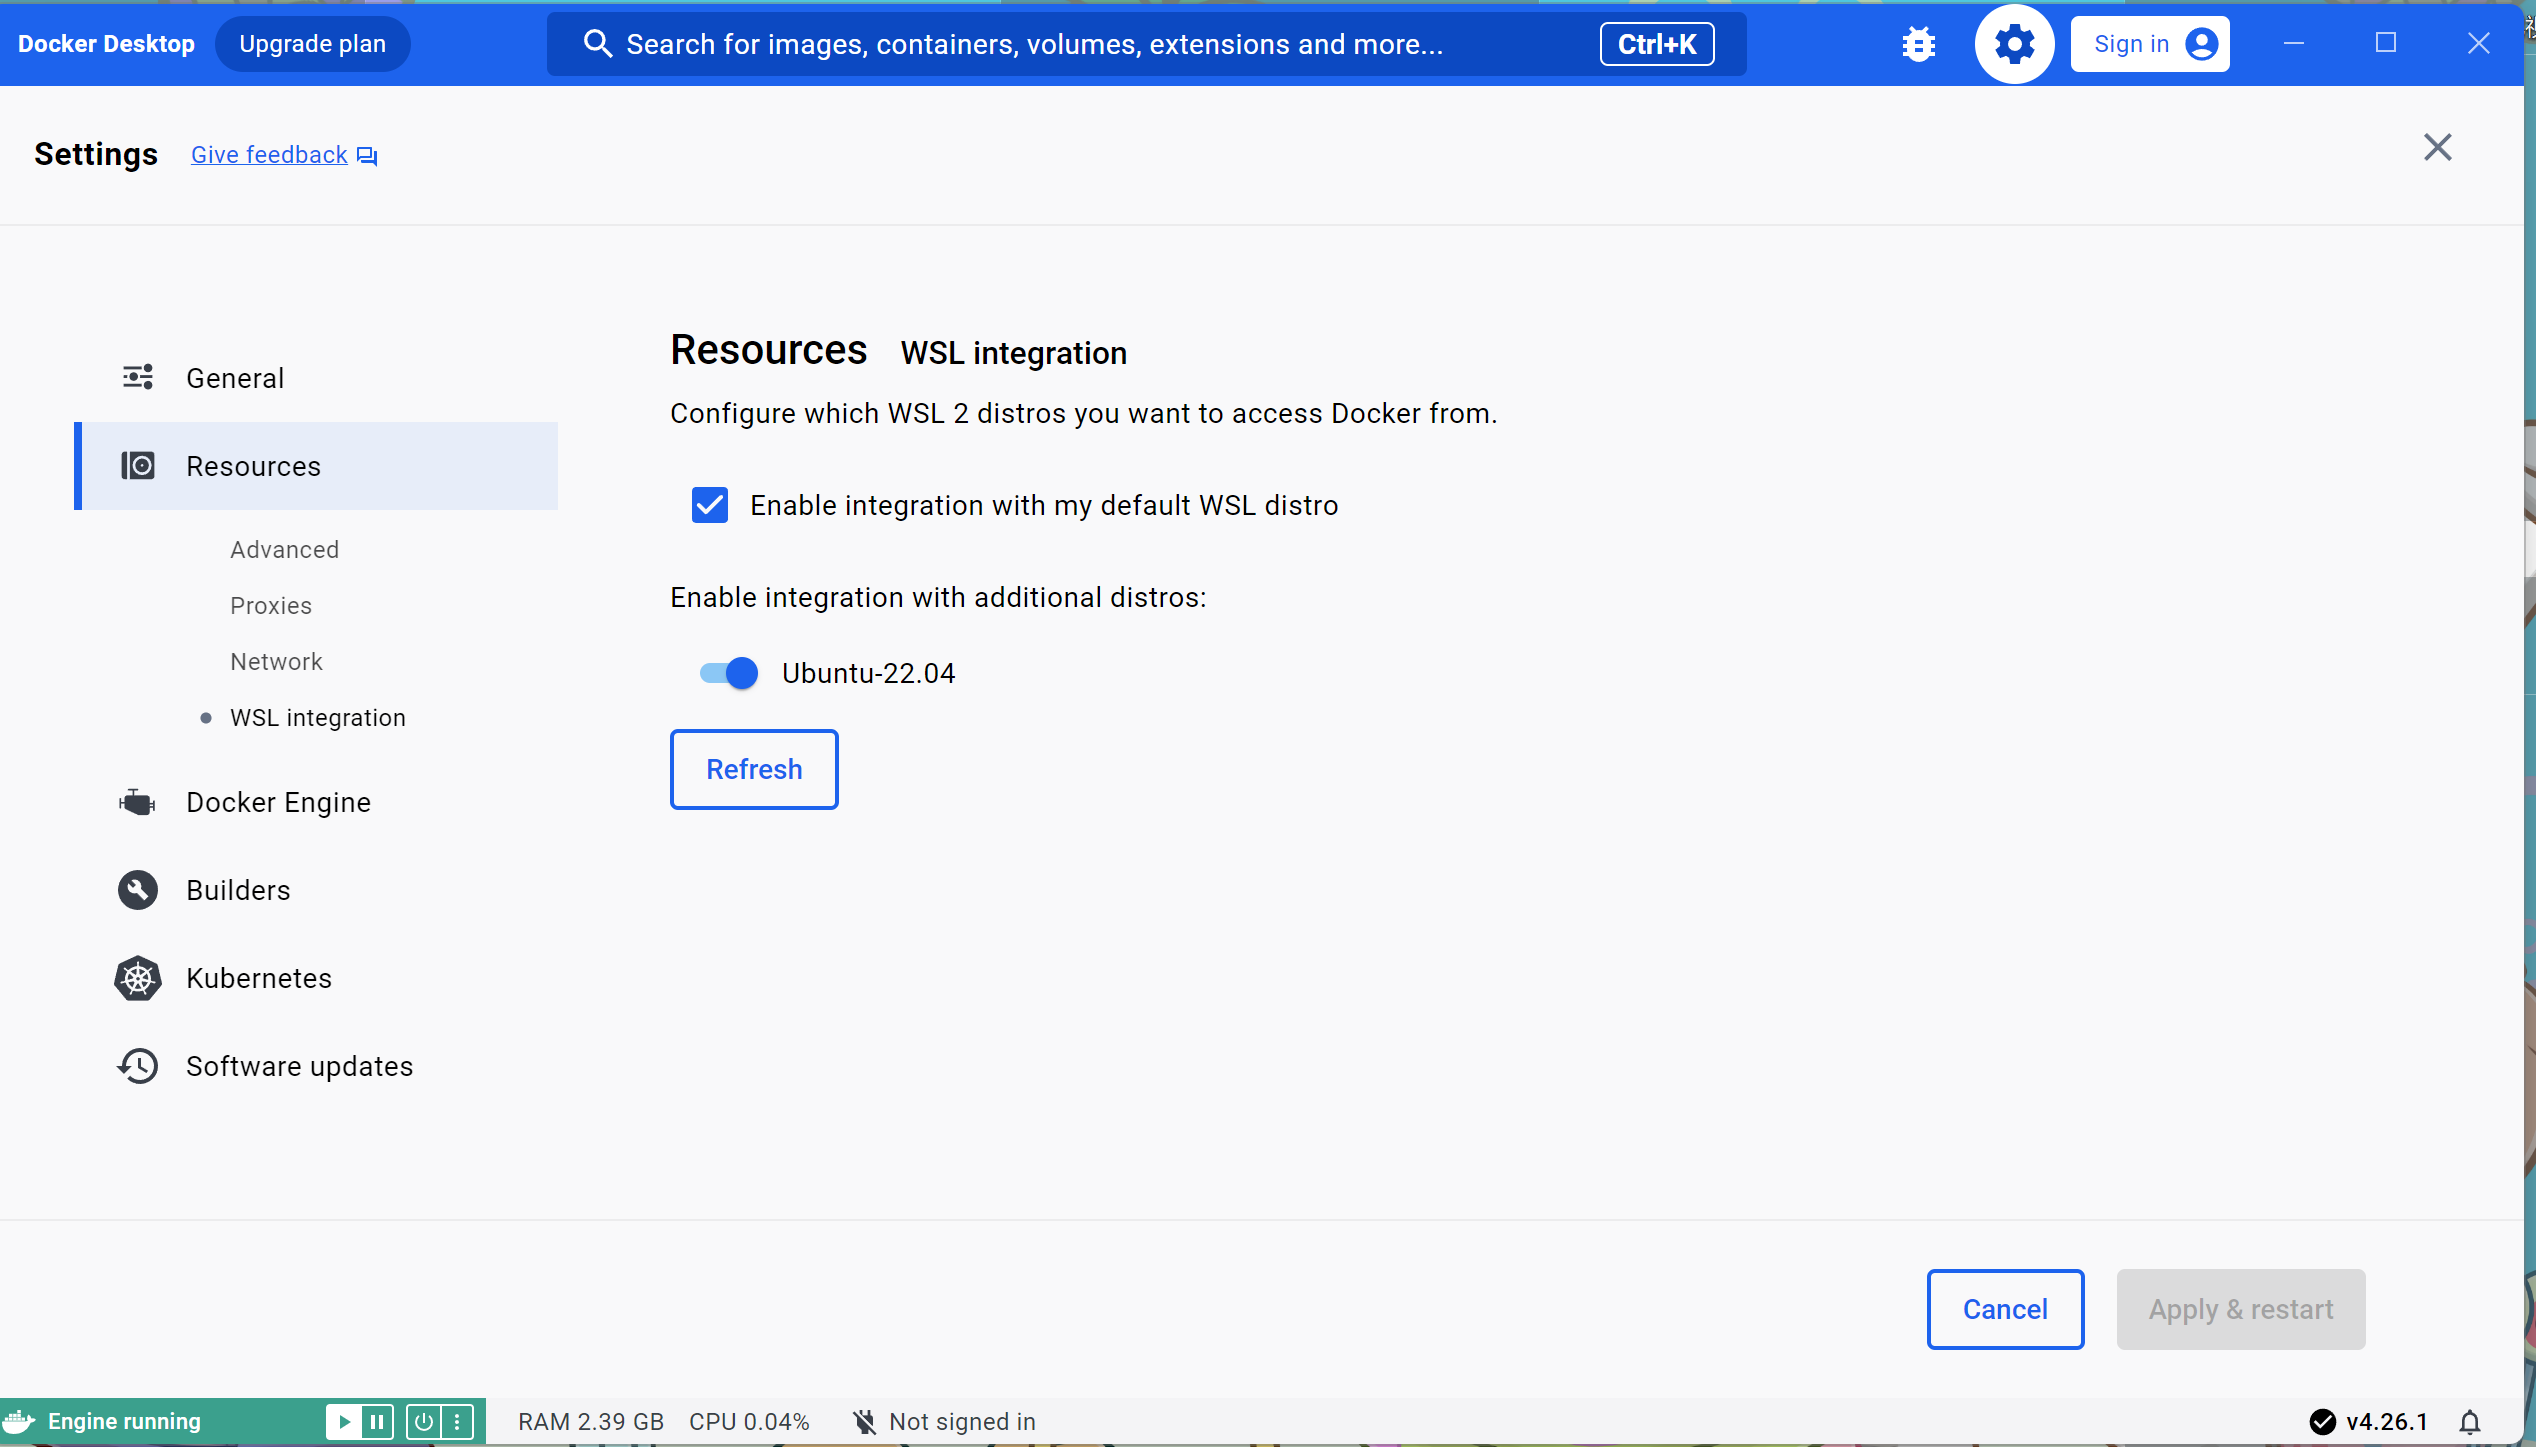 Docker Desktop
Upgrade plan
Search for images, containers, volumes, extensions and more...
Ctrl+K
Sign in
Settings
Give feedback
General
Resources
Advanced
Proxies
Network
WSL integration
Docker Engine
Builders
Kubernetes
Software updates
Resources WSL integration
Configure which WSL 2 distros you want to access Docker from.
Enable integration with my default WSL distro
Enable integration with additional distros:
Ubuntu-22.04
Refresh
Cancel
Apply & restart
Engine running
RAM 2.39 GB CPU 0.04%
Not signed in
v4.26.1